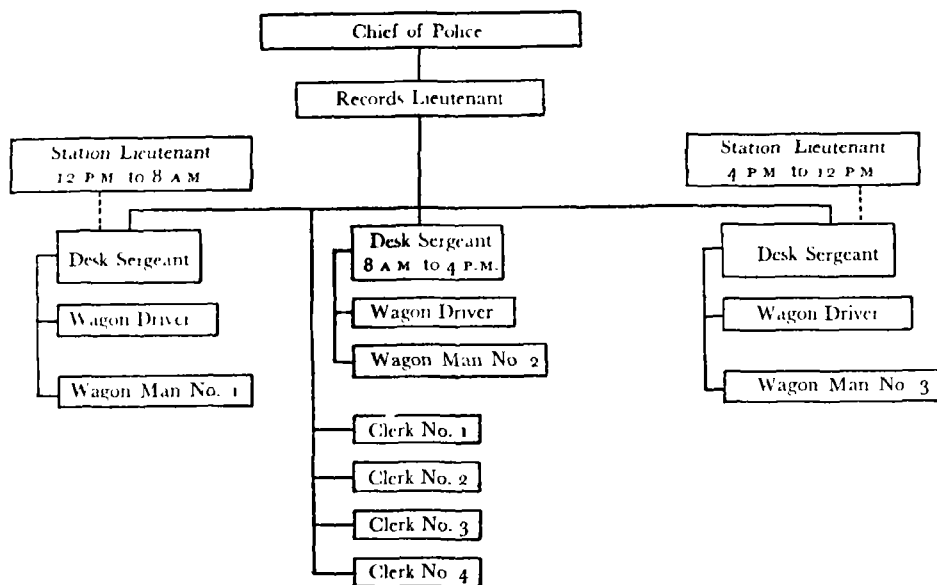 Chief of Police
Records Lieutenant
Station Lieutenant
12 PM to 8 AM
Station Lieutenant
4 PM to 12 PM
Desk Sergeant
Wagon Driver
Wagon Man No. 1
Desk Sergeant
8 AM to 4 P.M.
Wagon Driver
Wagon Man No 2
Desk Sergeant
Wagon Driver
Wagon Man No 3
Clerk No. 1
Clerk No. 2
Clerk No. 3
Clerk No 4